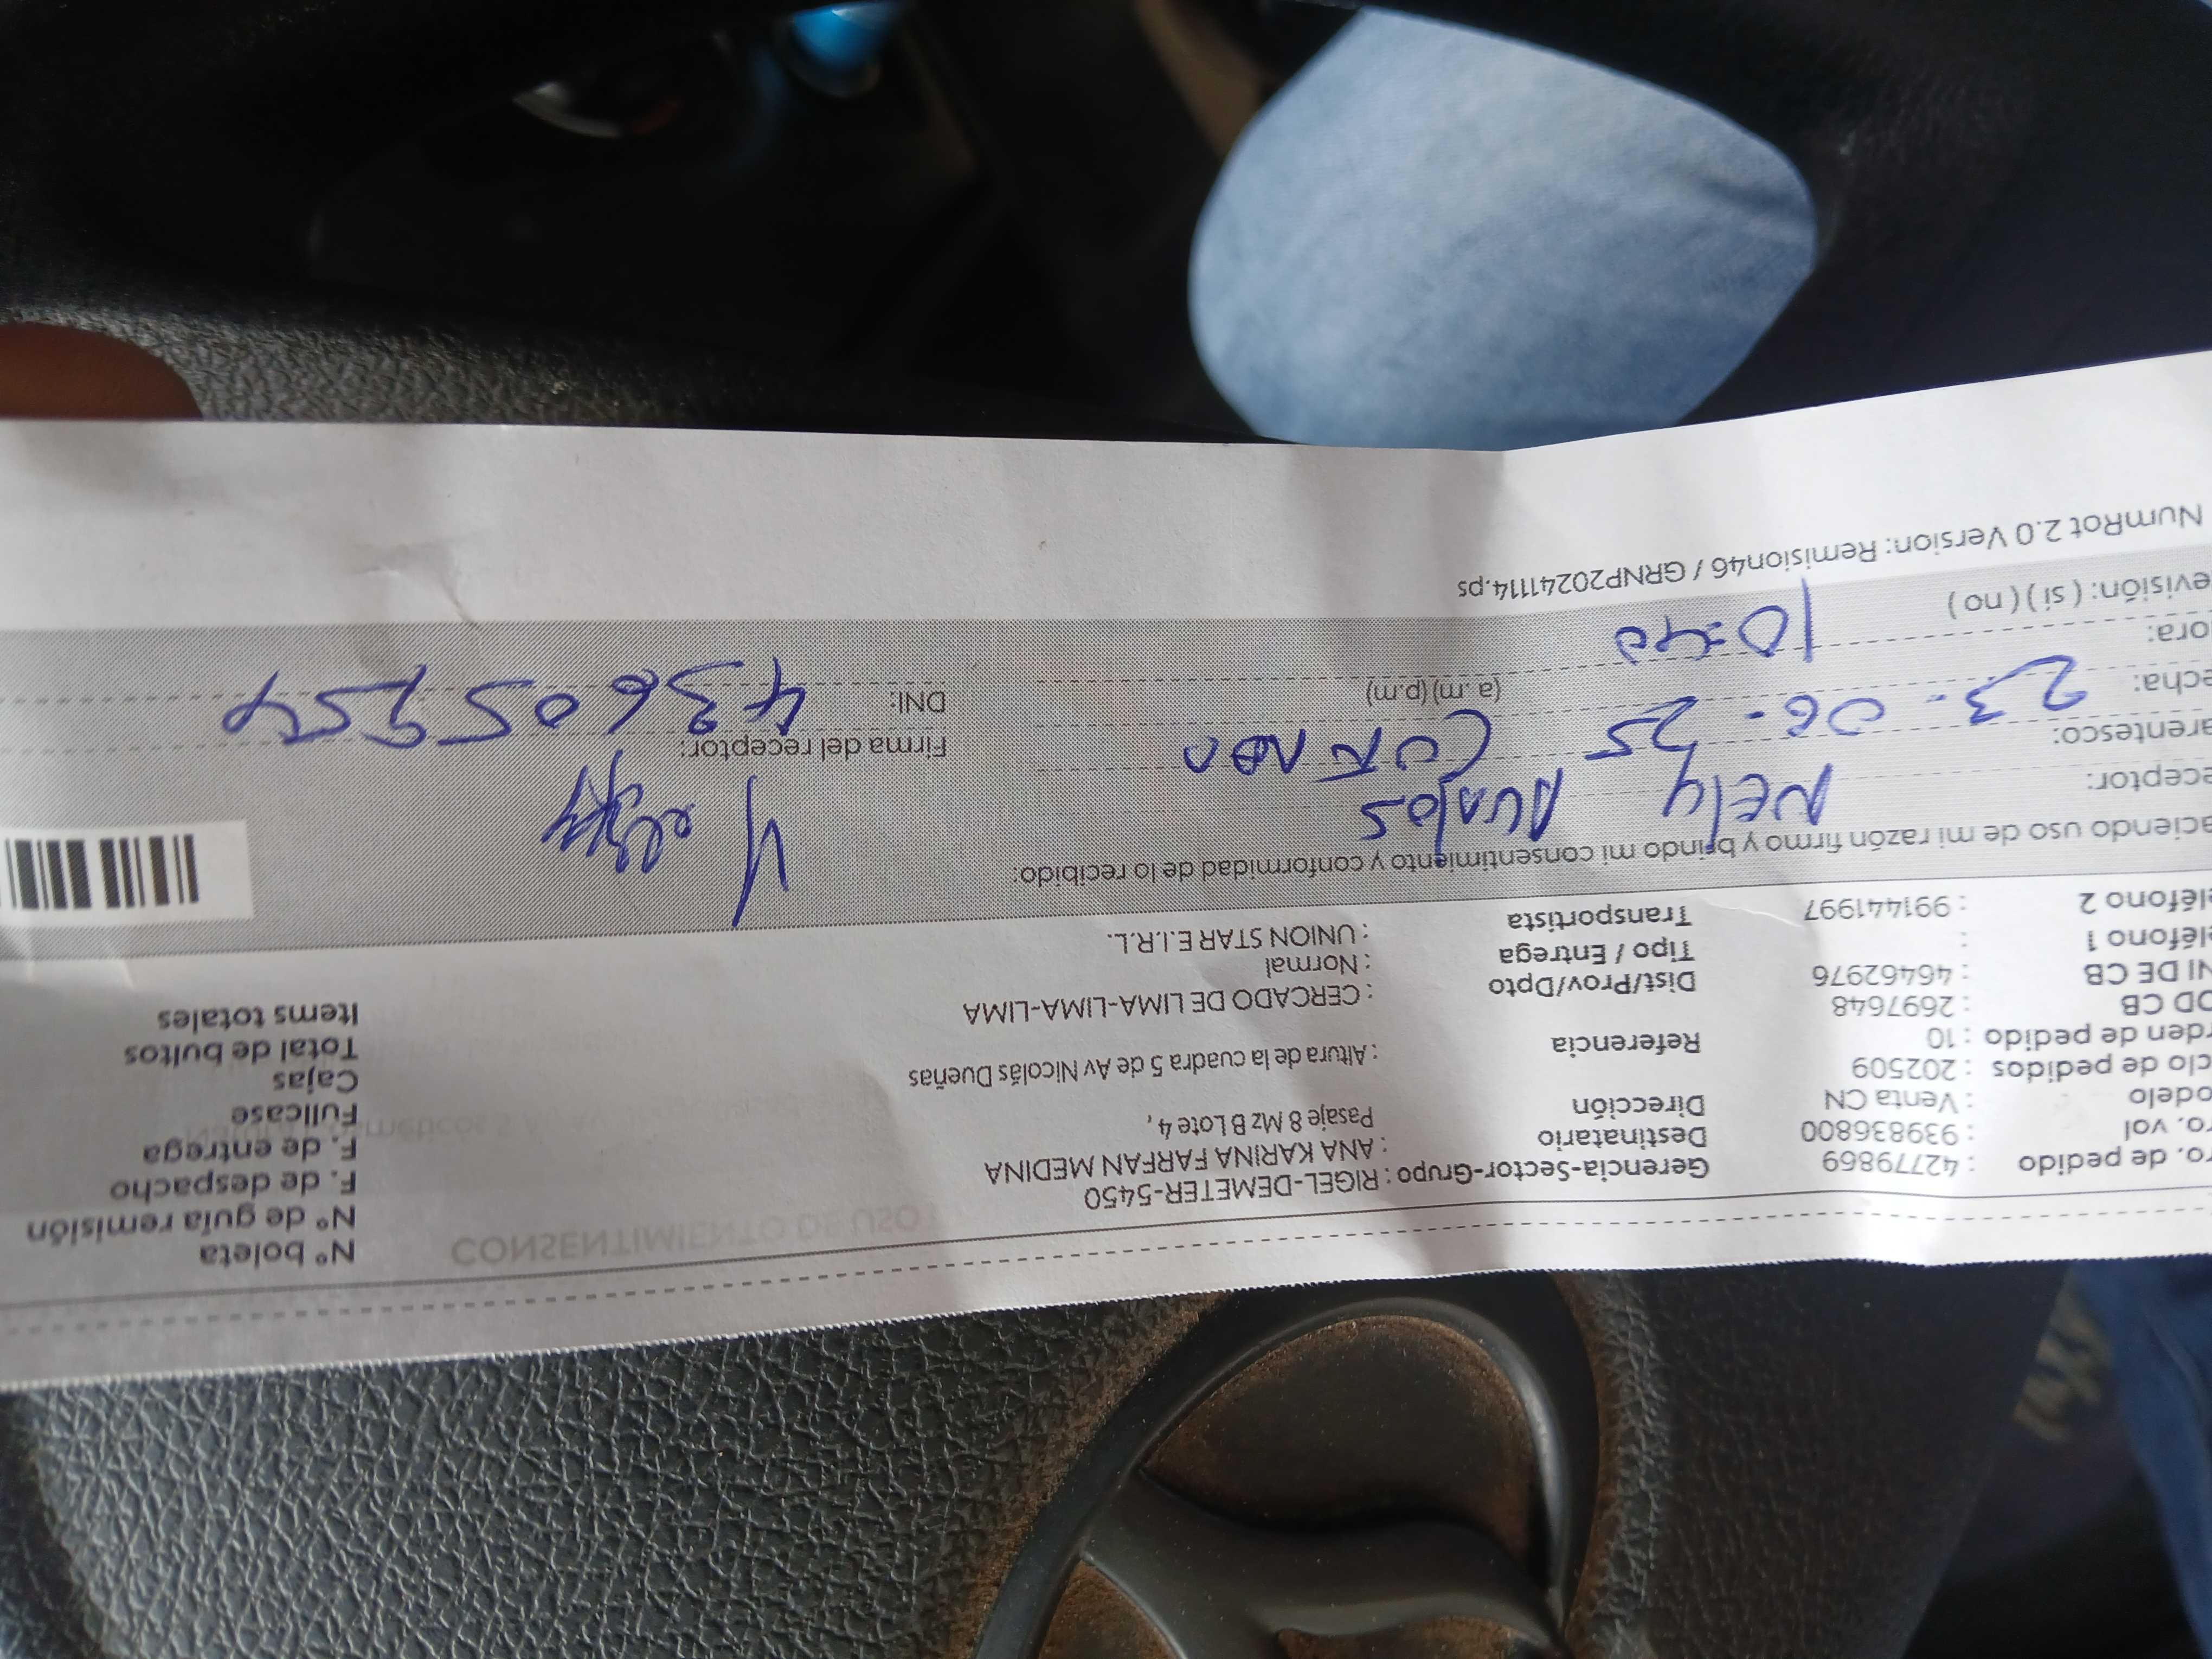 Nº boleta
Nº de guía remisión
F. de despacho
F. de entrega
Fullcase
Cajas
Total de bultos
Items totales
CONSENTIMIENTO DE USO
ro. de pedido : 42779869 Gerencia-Sector-Grupo : RIGEL-DEMETER-5450
ro. vol : 939836800 Destinatario : ANA KARINA FARFAN MEDINA
odelo : Venta CN Dirección Pasaje 8 Mz B Lote 4,
clo de pedidos : 202509
rden de pedido : 10 Referencia : Altura de la cuadra 5 de Av Nicolás Dueñas
OD CB : 2697648
NI DE CB : 46462976 Dist/Prov/Dpto : CERCADO DE LIMA-LIMA-LIMA
eléfono 1 : Tipo / Entrega : Normal
eléfono 2 : 991441997 Transportista : UNION STAR E.I.R.L.
aciendo uso de mi razón firmo y brindo mi consentimiento y conformidad de lo recibido:
eceptor: Nely Avalos
arentesco: Firma del receptor:
echa: 23-06-25 (a.m)(p.m) DNI:
ora: 10:40
evisión: (si) (no)
NumRot 2.0 Version: Remision46 / GRNP20241114.ps